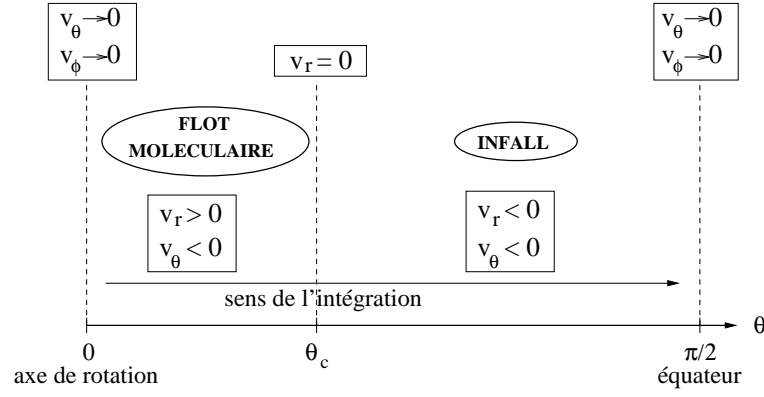 v_θ→0
v_ϕ→0
v_r = 0
v_θ→0
v_ϕ→0
FLOT
MOLECULAIRE
INFALL
v_r > 0
v_θ < 0
v_r < 0
v_θ < 0
sens de l'intégration
θ
0
θ_c
π/2
axe de rotation
équateur